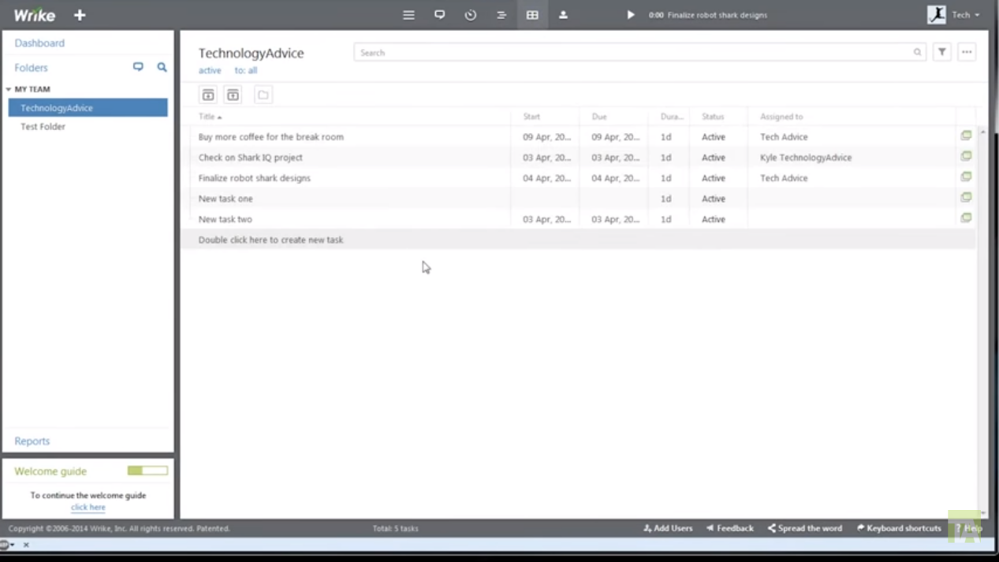 Wrike
0:00 Finalize robot shark designs
Tech
Dashboard
Folders
MY TEAM
TechnologyAdvice
Test Folder
Reports
Welcome guide
To continue the welcome guide
click here
TechnologyAdvice
Search
active to: all
Title Start Due Dura... Status Assigned to
Buy more coffee for the break room 09 Apr, 20... 09 Apr, 20... 1d Active Tech Advice
Check on Shark IQ project 03 Apr, 20... 03 Apr, 20... 1d Active Kyle TechnologyAdvice
Finalize robot shark designs 04 Apr, 20... 04 Apr, 20... 1d Active Tech Advice
New task one 1d Active
New task two 03 Apr, 20... 03 Apr, 20... 1d Active
Double click here to create new task
Copyright ©2006-2014 Wrike, Inc. All rights reserved. Patented. Total: 5 tasks Add Users Feedback Spread the word Keyboard shortcuts ? Help